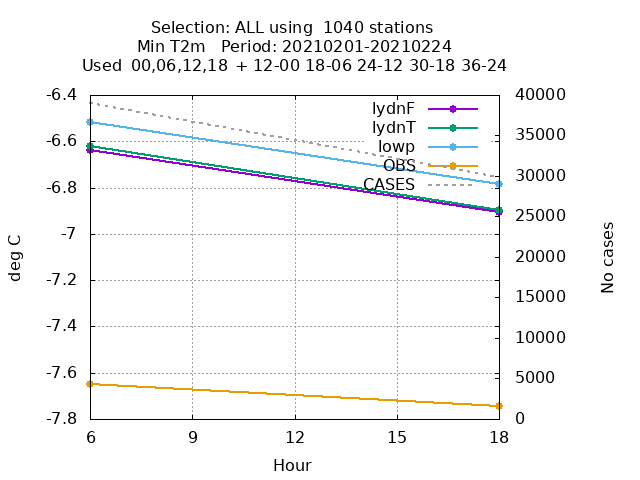 Selection: ALL using  1040 stations
Min T2m   Period: 20210201-20210224
Used  00,06,12,18 + 12-00 18-06 24-12 30-18 36-24
-6.4
-6.6
-6.8
-7
-7.2
-7.4
-7.6
-7.8
deg C
lydnF
lydnT
lowp
OBS
CASES
40000
35000
30000
25000
20000
15000
10000
5000
0
No cases
6 9 12 15 18
Hour